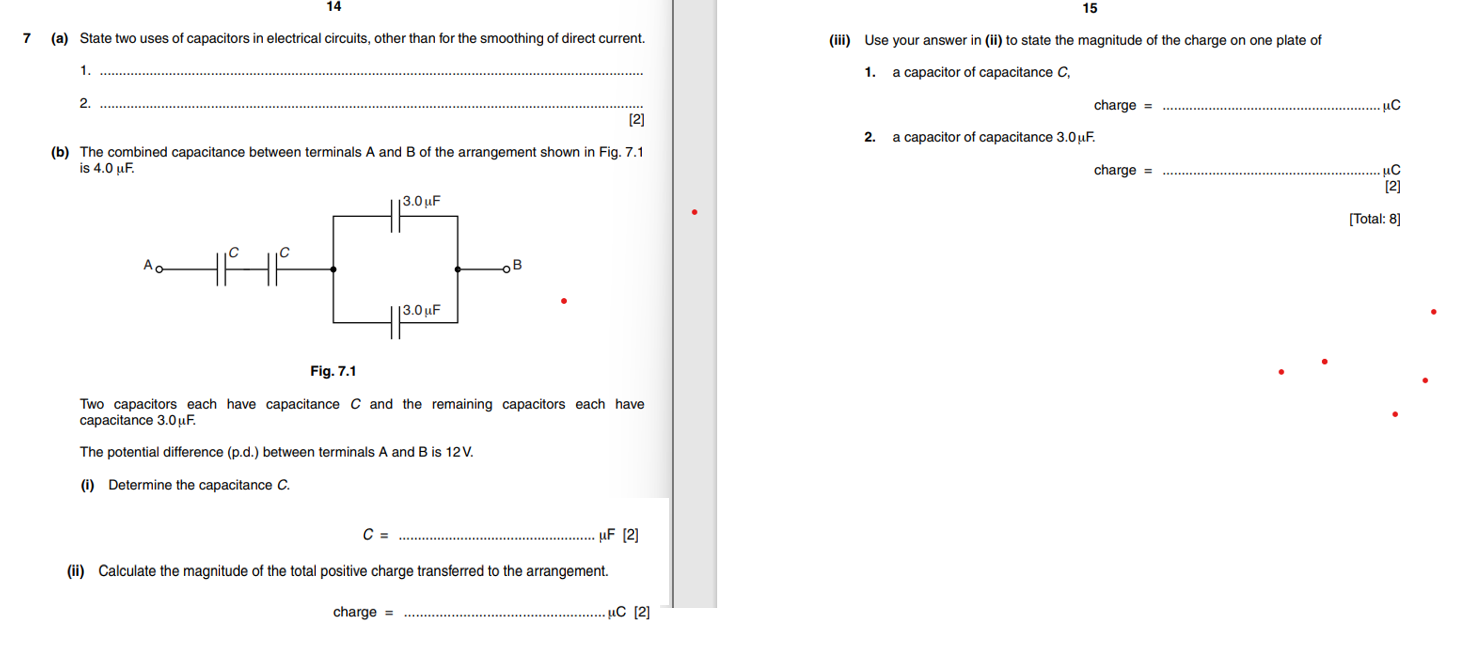 14
7 (a) State two uses of capacitors in electrical circuits, other than for the smoothing of direct current.
1. ........................................................................
2. ........................................................................
[2]
(b) The combined capacitance between terminals A and B of the arrangement shown in Fig. 7.1
is 4.0 μF.
3.0 μF
A
C
C
B
3.0 μF
Fig. 7.1
Two capacitors each have capacitance C and the remaining capacitors each have
capacitance 3.0 μF.
The potential difference (p.d.) between terminals A and B is 12 V.
(i) Determine the capacitance C.
C = .................................................. μF [2]
(ii) Calculate the magnitude of the total positive charge transferred to the arrangement.
charge = .................................................. μC [2]
15
(iii) Use your answer in (ii) to state the magnitude of the charge on one plate of
1. a capacitor of capacitance C,
charge = .................................................. μC
2. a capacitor of capacitance 3.0 μF.
charge = .................................................. μC
[2]
[Total: 8]